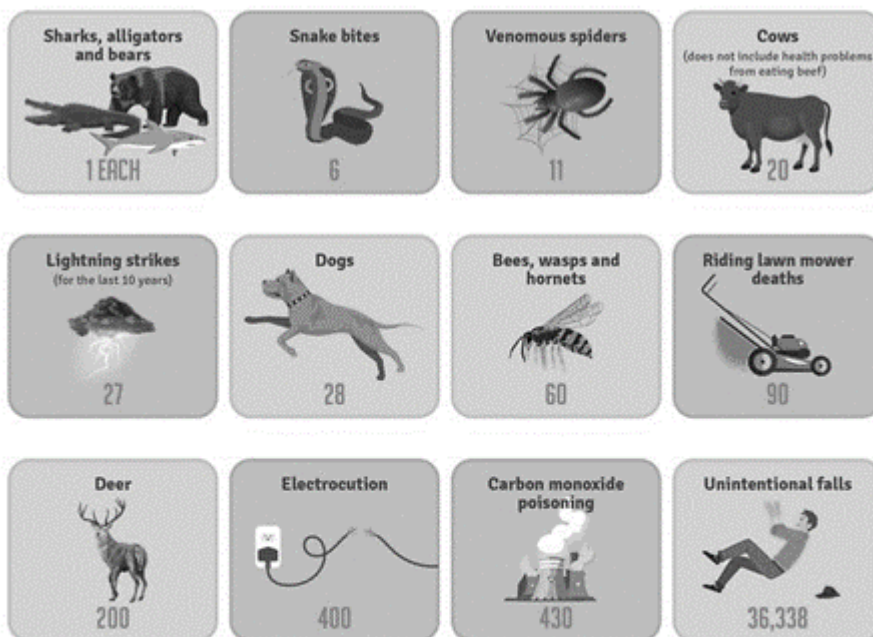 Sharks, alligators
and bears
1 EACH
Snake bites
6
Venomous spiders
11
Cows
(does not include health problems
from eating beef)
20
Lightning strikes
(for the last 10 years)
27
Dogs
28
Bees, wasps and
hornets
60
Riding lawn mower
deaths
90
Deer
200
Electrocution
400
Carbon monoxide
poisoning
430
Unintentional falls
36,338